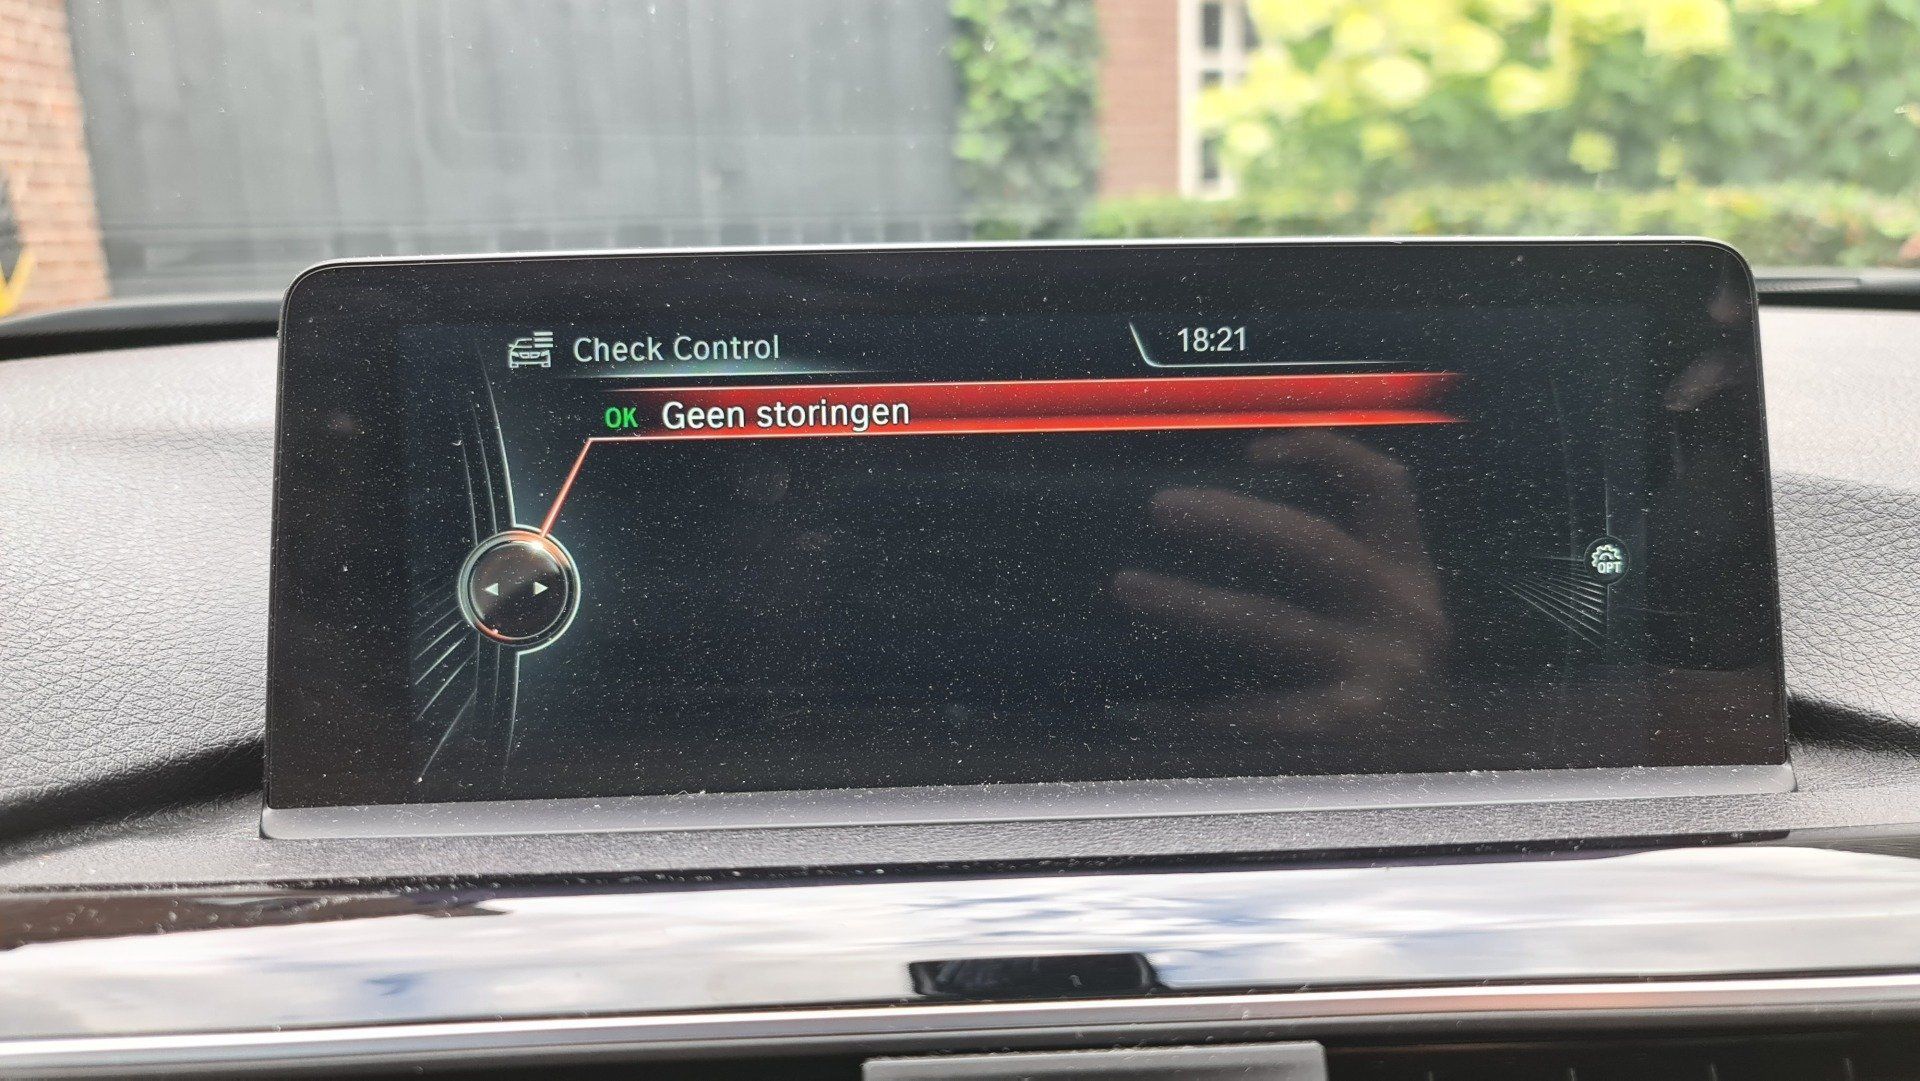 Check Control
18:21
OK Geen storingen
OPT